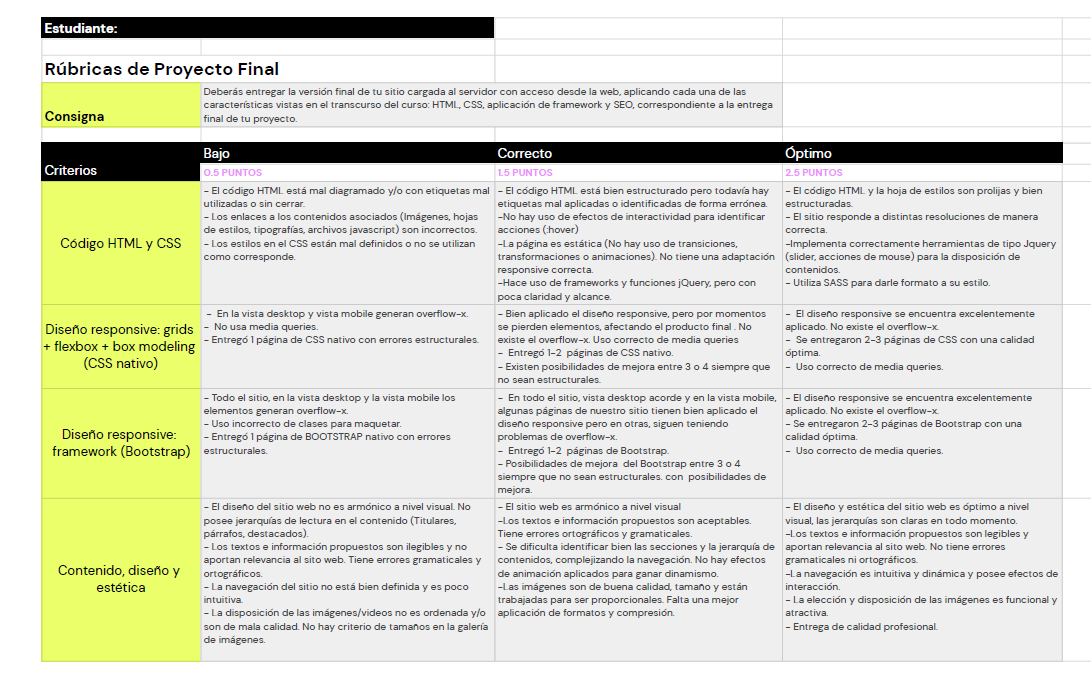 Estudiante:
Rúbricas de Proyecto Final
Consigna
Deberás entregar la versión final de tu sitio cargada al servidor con acceso desde la web, aplicando cada una de las
características vistas en el transcurso del curso: HTML, CSS, aplicación de framework y SEO, correspondiente a la entrega
final de tu proyecto.
Criterios
Bajo
Correcto
Óptimo
0.5 PUNTOS
1.5 PUNTOS
2.5 PUNTOS
Código HTML y CSS
- El código HTML está mal diagramado y/o con etiquetas mal
utilizadas o sin cerrar.
- Los enlaces a los contenidos asociados (Imágenes, hojas
de estilos, tipografías, archivos javascript) son incorrectos.
- Los estilos en el CSS están mal definidos o no se utilizan
como corresponde.
- El código HTML está bien estructurado pero todavía hay
etiquetas mal aplicadas o identificadas de forma errónea.
-No hay uso de efectos de interactividad para identificar
acciones (:hover)
-La página es estática (No hay uso de transiciones,
transformaciones o animaciones). No tiene una adaptación
responsive correcta.
-Hace uso de frameworks y funciones jQuery, pero con
poca claridad y alcance.
- El código HTML y la hoja de estilos son prolijas y bien
estructuradas.
- El sitio responde a distintas resoluciones de manera
correcta.
-Implementa correctamente herramientas de tipo Jquery
(slider, acciones de mouse) para la disposición de
contenidos.
- Utiliza SASS para darle formato a su estilo.
Diseño responsive: grids
+ flexbox + box modeling
(CSS nativo)
- En la vista desktop y vista mobile generan overflow-x.
- No usa media queries.
- Entregó 1 página de CSS nativo con errores estructurales.
- Bien aplicado el diseño responsive, pero por momentos
se pierden elementos, afectando el producto final . No
existe el overflow-x. Uso correcto de media queries
- Entregó 1-2 páginas de CSS nativo.
- Existen posibilidades de mejora entre 3 o 4 siempre que
no sean estructurales.
- El diseño responsive se encuentra excelentemente
aplicado. No existe el overflow-x.
- Se entregaron 2-3 páginas de CSS con una calidad
óptima.
- Uso correcto de media queries.
Diseño responsive:
framework (Bootstrap)
- Todo el sitio, en la vista desktop y la vista mobile los
elementos generan overflow-x.
- Uso incorrecto de clases para maquetar.
- Entregó 1 página de BOOTSTRAP nativo con errores
estructurales.
- En todo el sitio, vista desktop acorde y en la vista mobile,
algunas páginas de nuestro sitio tienen bien aplicado el
diseño responsive pero en otras, siguen teniendo
problemas de overflow-x.
- Entregó 1-2 páginas de Bootstrap.
- Posibilidades de mejora del Bootstrap entre 3 o 4
siempre que no sean estructurales. con posibilidades de
mejora.
- El diseño responsive se encuentra excelentemente
aplicado. No existe el overflow-x.
- Se entregaron 2-3 páginas de Bootstrap con una
calidad óptima.
- Uso correcto de media queries.
Contenido, diseño y
estética
- El diseño del sitio web no es armónico a nivel visual. No
posee jerarquías de lectura en el contenido (Titulares,
párrafos, destacados).
- Los textos e información propuestos son ilegibles y no
aportan relevancia al sitio web. Tiene errores gramaticales y
ortográficos.
- La navegación del sitio no está bien definida y es poco
intuitiva.
- La disposición de las imágenes/videos no es ordenada y/o
son de mala calidad. No hay criterio de tamaños en la galería
de imágenes.
- El sitio web es armónico a nivel visual
-Los textos e información propuestos son aceptables.
Tiene errores ortográficos y gramaticales.
- Se dificulta identificar bien las secciones y la jerarquía de
contenidos, complejizando la navegación. No hay efectos
de animación aplicados para ganar dinamismo.
-Las imágenes son de buena calidad, tamaño y están
trabajadas para ser proporcionales. Falta una mejor
aplicación de formatos y compresión.
- El diseño y estética del sitio web es óptimo a nivel
visual, las jerarquías son claras en todo momento.
-Los textos e información propuestos son legibles y
aportan relevancia al sito web. No tiene errores
gramaticales ni ortográficos.
-La navegación es intuitiva y dinámica y posee efectos de
interacción.
- La elección y disposición de las imágenes es funcional y
atractiva.
- Entrega de calidad profesional.